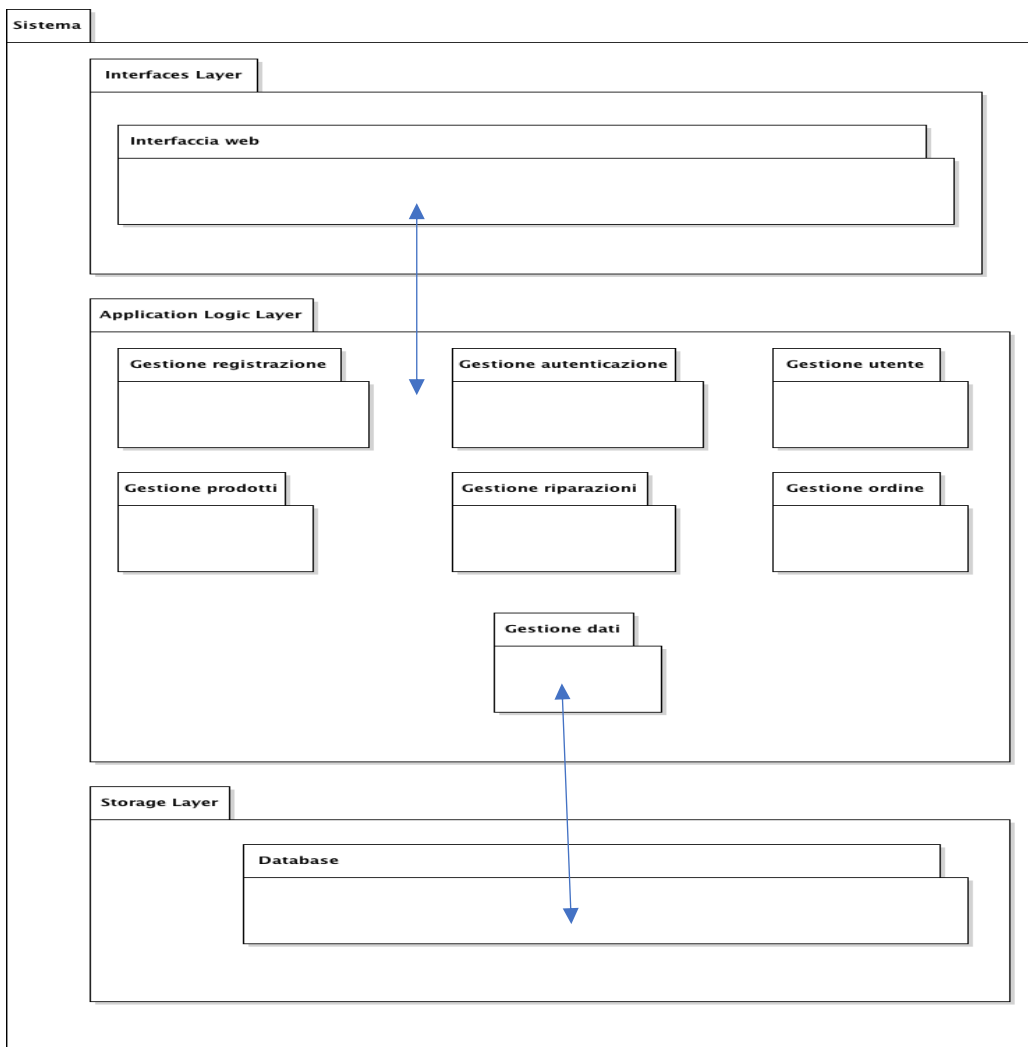 Sistema
Interfaces Layer
Interfaccia web
Application Logic Layer
Gestione registrazione
Gestione autenticazione
Gestione utente
Gestione prodotti
Gestione riparazioni
Gestione ordine
Gestione dati
Storage Layer
Database